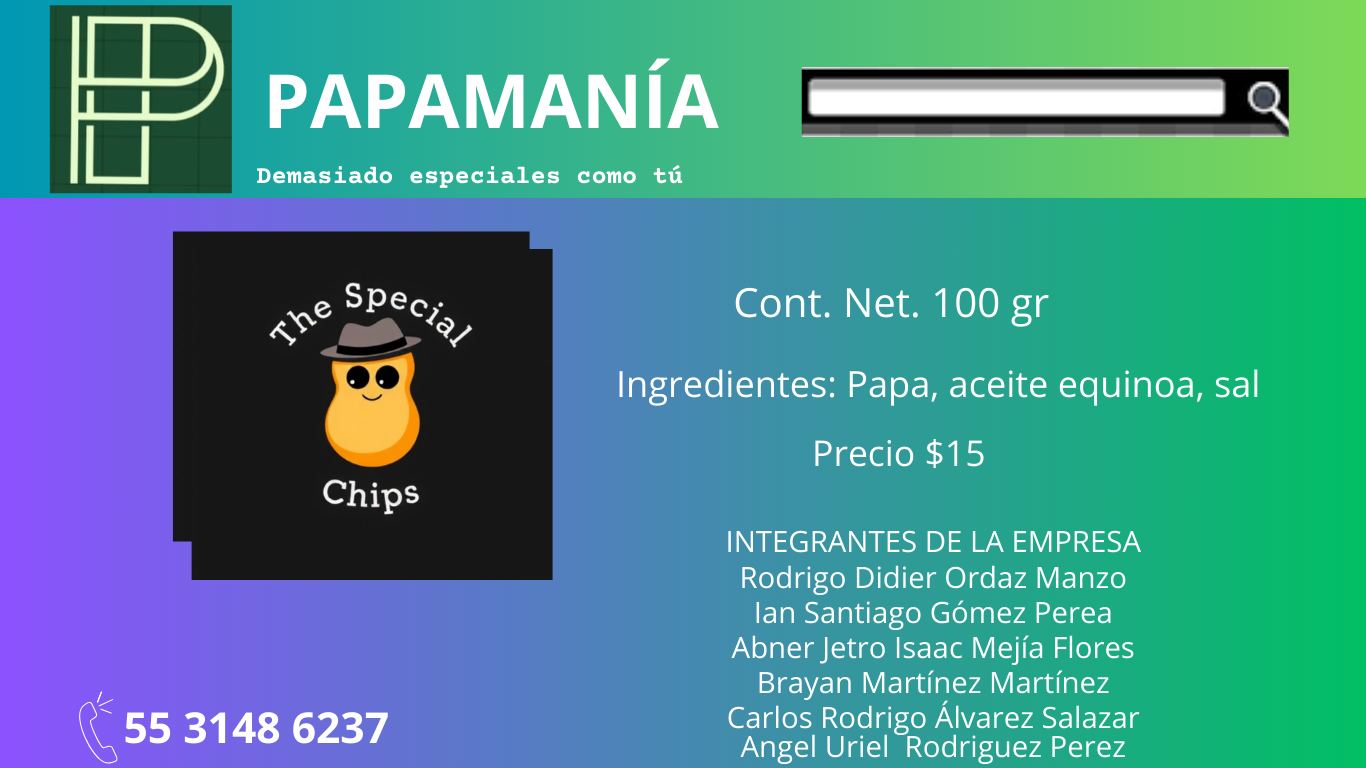 PAPAMANÍA
Demasiado especiales como tú
The Special
Chips
Cont. Net. 100 gr
Ingredientes: Papa, aceite equinoa, sal
Precio $15
INTEGRANTES DE LA EMPRESA
Rodrigo Didier Ordaz Manzo
Ian Santiago Gómez Perea
Abner Jetro Isaac Mejía Flores
Brayan Martínez Martínez
Carlos Rodrigo Álvarez Salazar
Angel Uriel  Rodriguez Perez
55 3148 6237